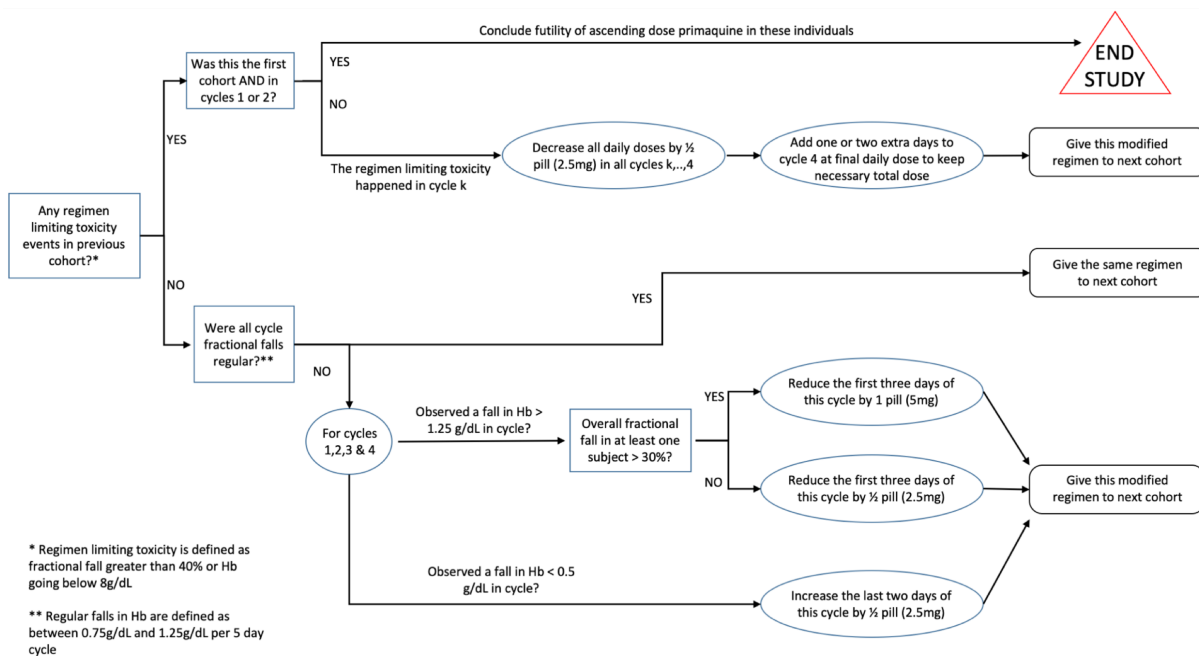 Conclude futility of ascending dose primaquine in these individuals
END
STUDY
Was this the first
cohort AND in
cycles 1 or 2?
YES
NO
YES
The regimen limiting toxicity
happened in cycle k
Decrease all daily doses by ½
pill (2.5mg) in all cycles k,..,4
Add one or two extra days to
cycle 4 at final daily dose to keep
necessary total dose
Give this modified
regimen to next cohort
Any regimen
limiting toxicity
events in previous
cohort?*
NO
Were all cycle
fractional falls
regular?**
YES
Give the same regimen
to next cohort
NO
For cycles
1,2,3 & 4
Observed a fall in Hb >
1.25 g/dL in cycle?
Overall fractional
fall in at least one
subject > 30%?
YES
Reduce the first three days of
this cycle by 1 pill (5mg)
NO
Reduce the first three days of
this cycle by ½ pill (2.5mg)
Give this modified
regimen to next cohort
Observed a fall in Hb < 0.5
g/dL in cycle?
Increase the last two days of
this cycle by ½ pill (2.5mg)
* Regimen limiting toxicity is defined as
fractional fall greater than 40% or Hb
going below 8g/dL
** Regular falls in Hb are defined as
between 0.75g/dL and 1.25g/dL per 5 day
cycle